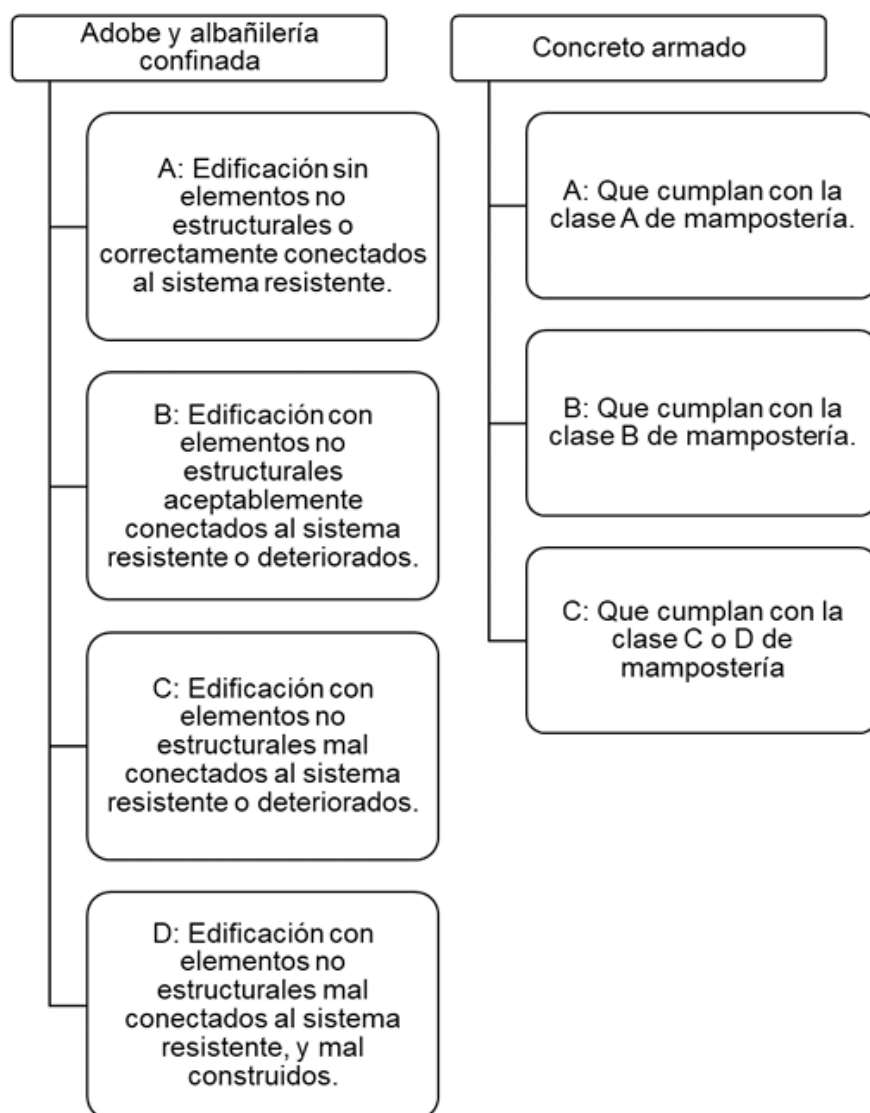 Adobe y albañilería
confinada
A: Edificación sin
elementos no
estructurales o
correctamente conectados
al sistema resistente.
B: Edificación con
elementos no
estructurales
aceptablemente
conectados al sistema
resistente o deteriorados.
C: Edificación con
elementos no
estructurales mal
conectados al sistema
resistente o deteriorados.
D: Edificación con
elementos no
estructurales mal
conectados al sistema
resistente, y mal
construidos.
Concreto armado
A: Que cumplan con la
clase A de mampostería.
B: Que cumplan con la
clase B de mampostería.
C: Que cumplan con la
clase C o D de
mampostería